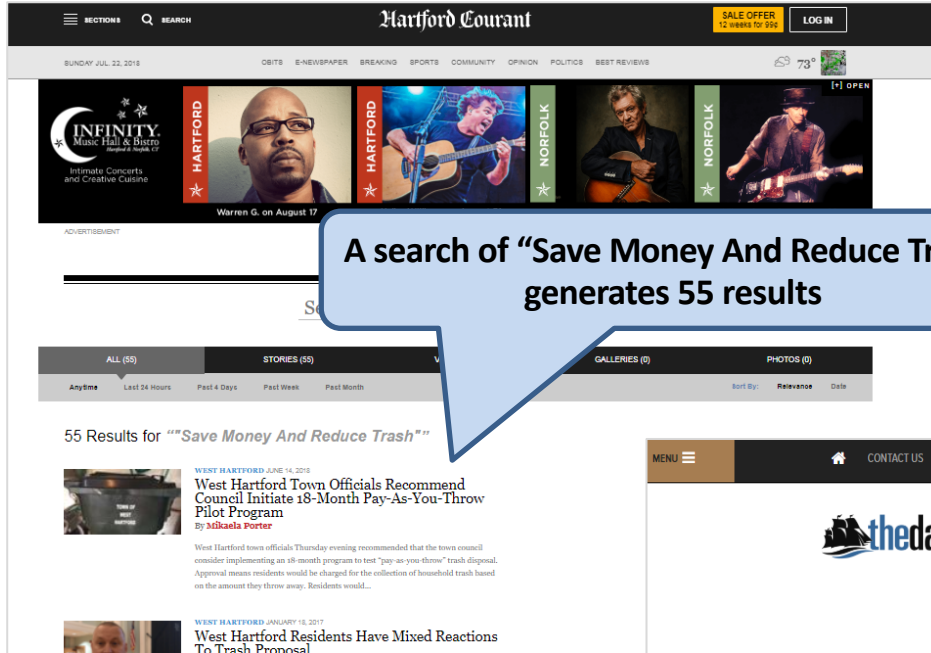 SECTIONS SEARCH Hartford Courant SALE OFFER
12 weeks for 99¢ LOG IN
SUNDAY JUL. 22, 2018 OBITS E-NEWSPAPER BREAKING SPORTS COMMUNITY OPINION POLITICS BEST REVIEWS 73°
[+] OPEN
INFINITY
Music Hall & Bistro
Hartford & Norfolk, CT
Intimate Concerts
and Creative Cuisine
HARTFORD
HARTFORD
NORFOLK
NORFOLK
Warren G. on August 17
ADVERTISEMENT
A search of “Save Money And Reduce
generates 55 results
ALL (55) STORIES (55) GALLERIES (0) PHOTOS (0)
Anytime Last 24 Hours Past 4 Days Past Week Past Month Sort By: Relevance Date
55 Results for “"Save Money And Reduce Trash"”
WEST HARTFORD JUNE 14, 2018
West Hartford Town Officials Recommend
Council Initiate 18-Month Pay-As-You-Throw
Pilot Program
By Mikaela Porter
West Hartford town officials Thursday evening recommended that the town council
consider implementing an 18-month program to test "pay-as-you-throw" trash disposal.
Approval means residents would be charged for the collection of household trash based
on the amount they throw away. Residents would...
TOWN OF
WEST
HARTFORD
WEST HARTFORD JANUARY 18, 2017
West Hartford Residents Have Mixed Reactions
To Trash Proposal
MENU CONTACT US
theda